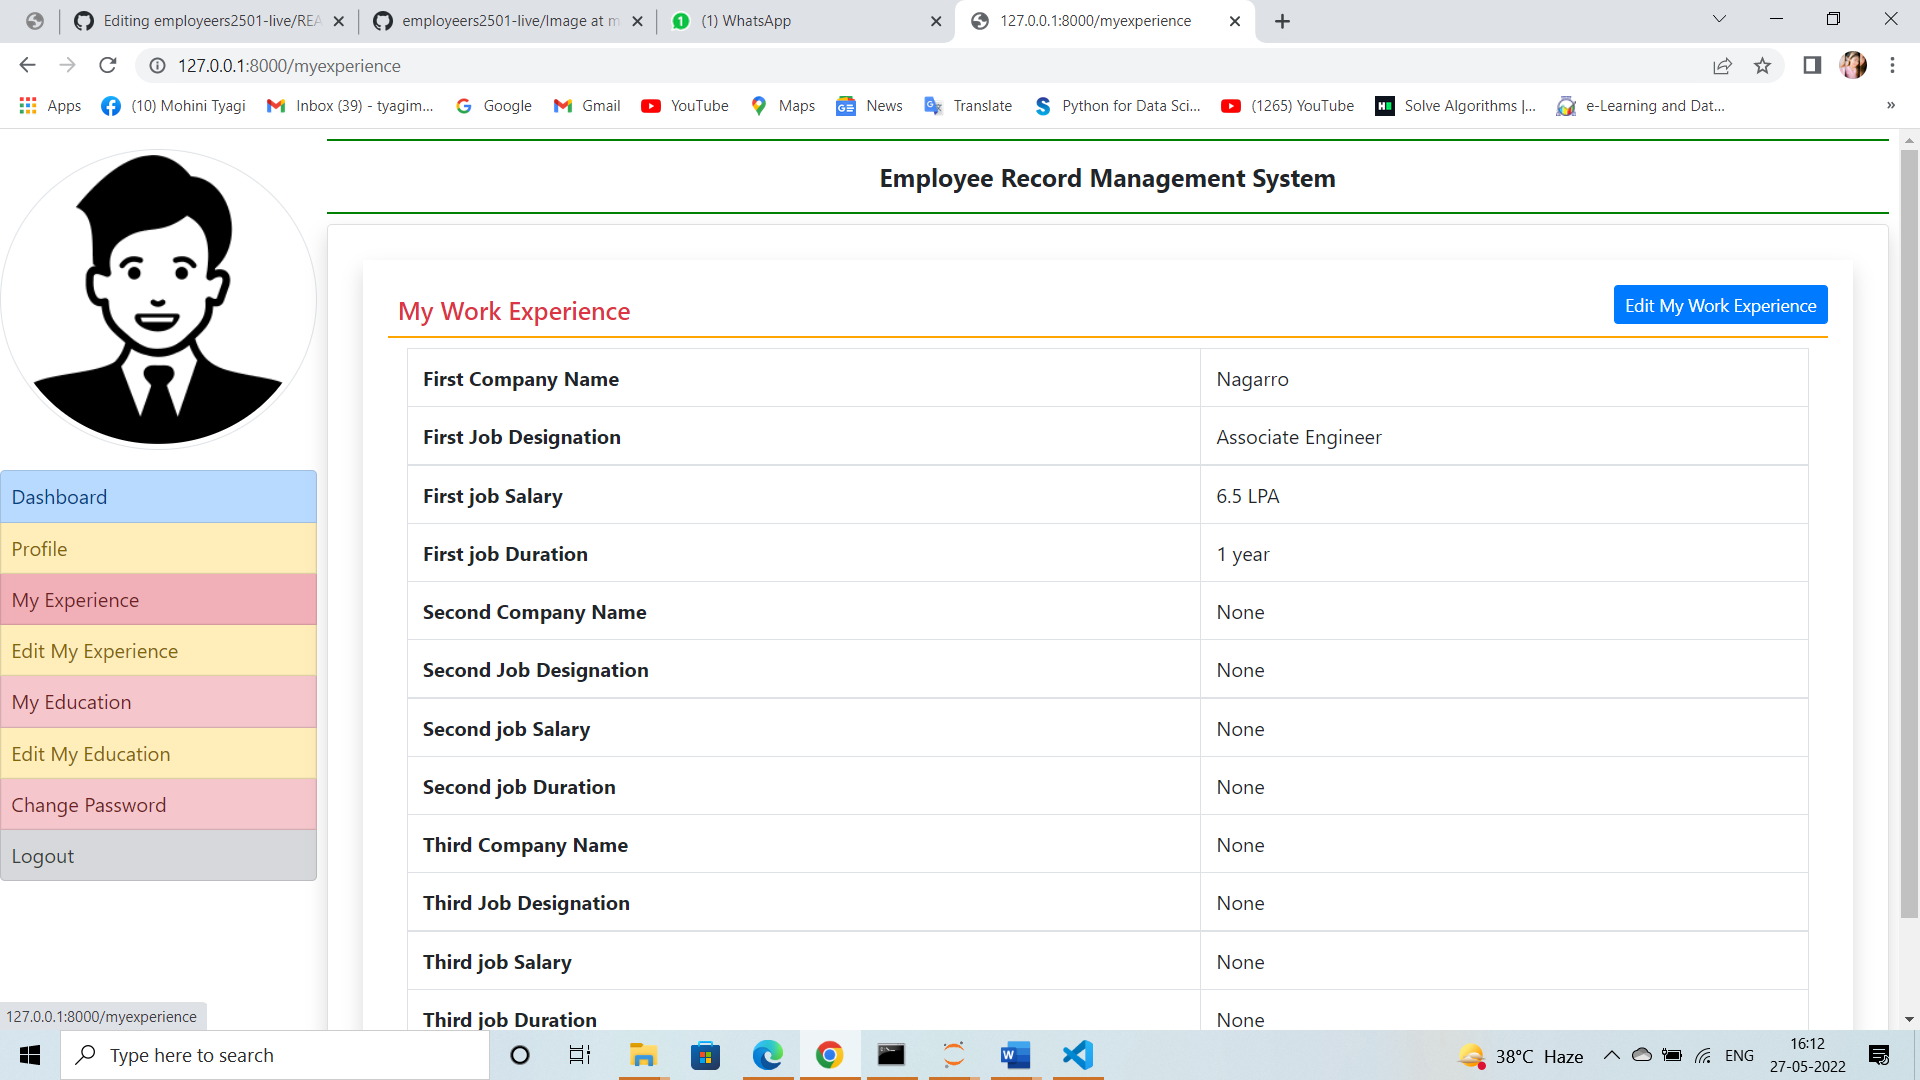 Editing employeers2501-live/REA
employeers2501-live/Image at m
1 (1) WhatsApp
127.0.0.1:8000/myexperience
127.0.0.1:8000/myexperience
Apps (10) Mohini Tyagi Inbox (39) - tyagim... Google Gmail YouTube Maps News Translate Python for Data Sci... (1265) YouTube Solve Algorithms |... e-Learning and Dat... »
Employee Record Management System
My Work Experience
Edit My Work Experience
First Company Name Nagarro
First Job Designation Associate Engineer
First job Salary 6.5 LPA
First job Duration 1 year
Second Company Name None
Second Job Designation None
Second job Salary None
Second job Duration None
Third Company Name None
Third Job Designation None
Third job Salary None
Third job Duration None
Dashboard
Profile
My Experience
Edit My Experience
My Education
Edit My Education
Change Password
Logout
127.0.0.1:8000/myexperience
Type here to search
38°C Haze
ENG
16:12
27-05-2022